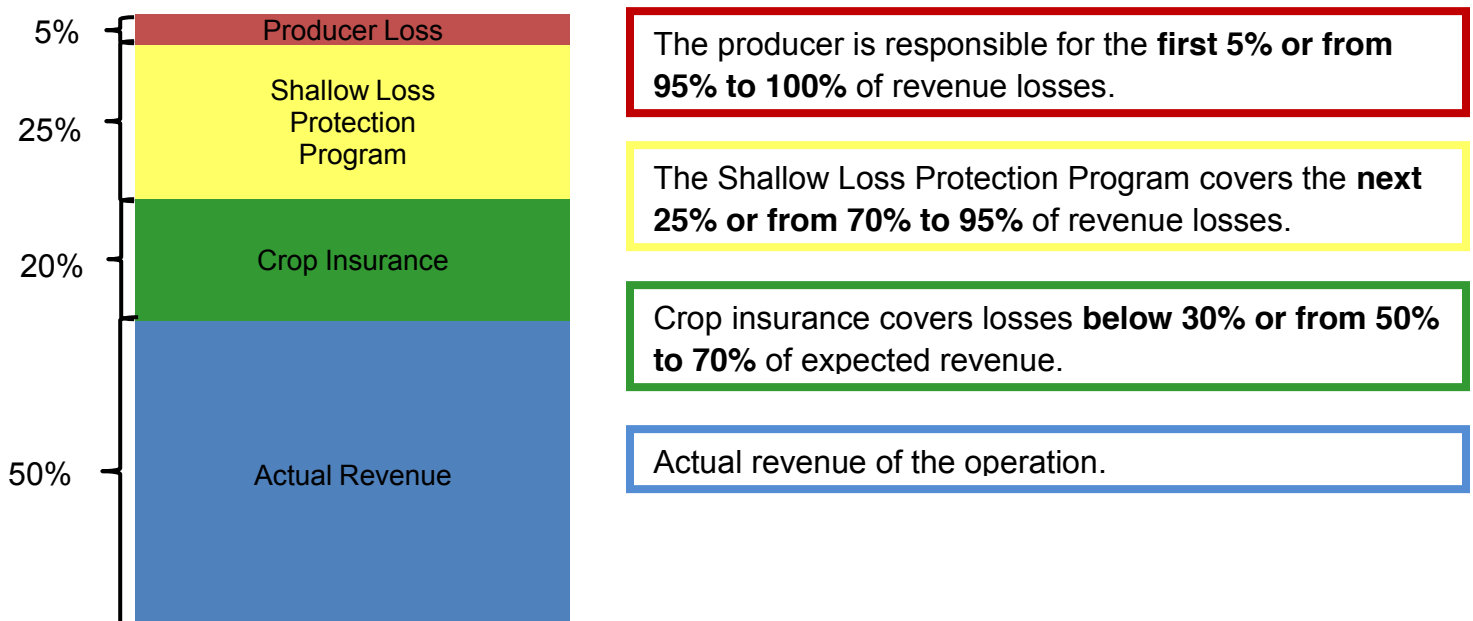 5%
Producer Loss
The producer is responsible for the first 5% or from
95% to 100% of revenue losses.
25%
Shallow Loss
Protection
Program
The Shallow Loss Protection Program covers the next
25% or from 70% to 95% of revenue losses.
20%
Crop Insurance
Crop insurance covers losses below 30% or from 50%
to 70% of expected revenue.
50%
Actual Revenue
Actual revenue of the operation.